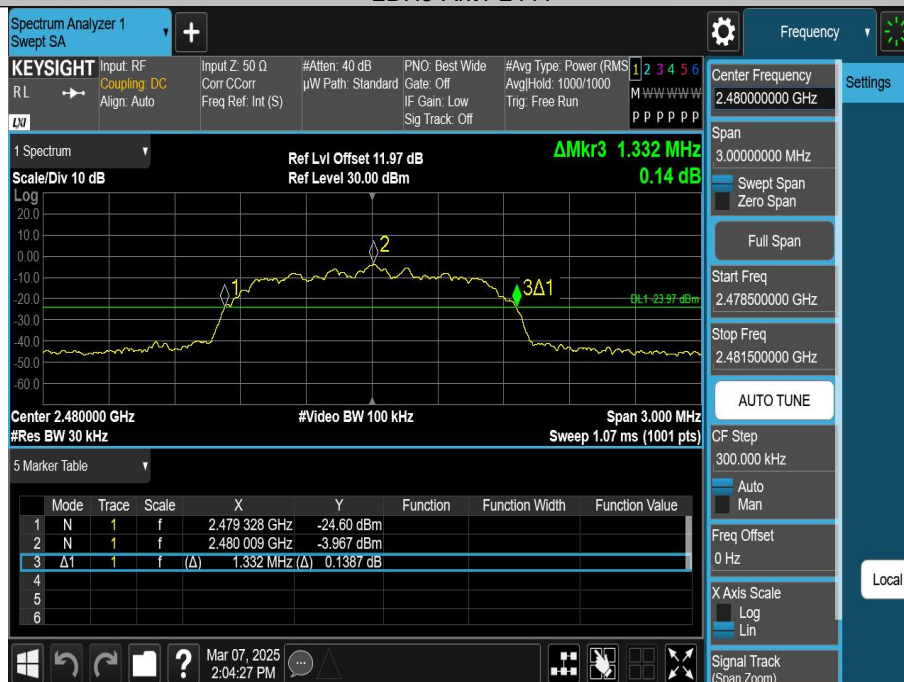 Spectrum Analyzer 1
Swept SA
+
Frequency
KEYSIGHT
RL
LXI
Input: RF
Coupling: DC
Align: Auto
Input Z: 50 Ω
Corr CCorr
Freq Ref: Int (S)
#Atten: 40 dB
µW Path: Standard
PNO: Best Wide
Gate: Off
IF Gain: Low
Sig Track: Off
#Avg Type: Power (RMS
Avg|Hold: 1000/1000
Trig: Free Run
1 2 3 4 5 6
M W W W W W
P P P P P P
1 Spectrum
Scale/Div 10 dB
Ref Lvl Offset 11.97 dB
Ref Level 30.00 dBm
ΔMkr3 1.332 MHz
0.14 dB
Log
20.0
10.0
0.00
-10.0
-20.0
-30.0
-40.0
-50.0
-60.0
1
2
3Δ1
DL1 -23.97 dBm
Center 2.480000 GHz
#Video BW 100 kHz
Span 3.000 MHz
#Res BW 30 kHz
Sweep 1.07 ms (1001 pts)
5 Marker Table
Mode Trace Scale X Y Function Function Width Function Value
1 N 1 f 2.479 328 GHz -24.60 dBm
2 N 1 f 2.480 009 GHz -3.967 dBm
3 Δ1 1 f (Δ) 1.332 MHz (Δ) 0.1387 dB
4
5
6
?
Mar 07, 2025
2:04:27 PM
Center Frequency
2.480000000 GHz
Span
3.00000000 MHz
Swept Span
Zero Span
Full Span
Start Freq
2.478500000 GHz
Stop Freq
2.481500000 GHz
AUTO TUNE
CF Step
300.000 kHz
Auto
Man
Freq Offset
0 Hz
X Axis Scale
Log
Lin
Signal Track
(Span Zoom)
Settings
Local